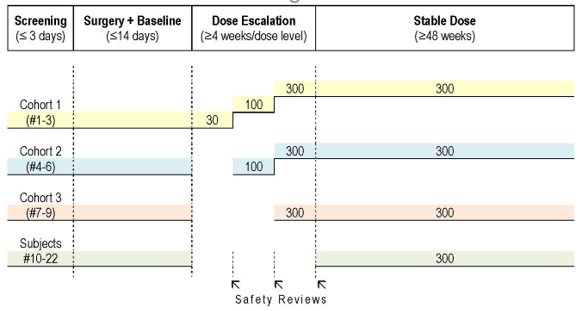 Screening
(≤ 3 days)
Surgery + Baseline
(≤14 days)
Dose Escalation
(≥4 weeks/dose level)
Stable Dose
(≥48 weeks)
Cohort 1
(#1-3)
30
100
300
300
Cohort 2
(#4-6)
100
300
300
Cohort 3
(#7-9)
300
300
Subjects
#10-22
300
Safety Reviews